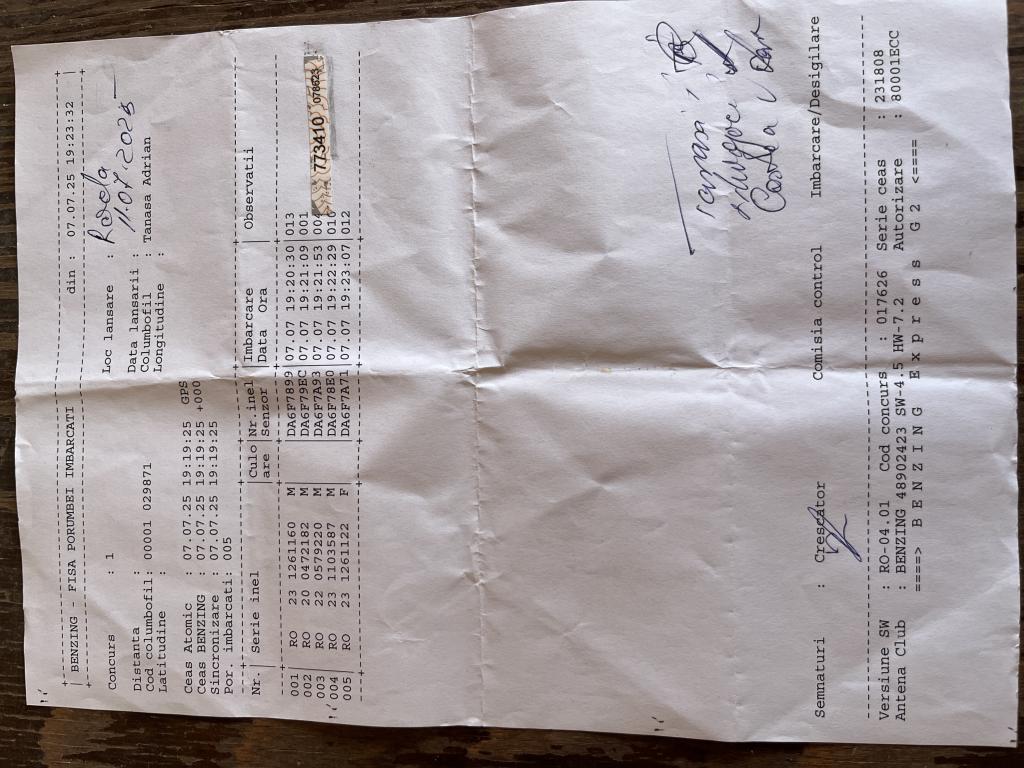 BENZING - FISA PORUMBEI IMBARCATI din : 07.07.25 19:23:32
Concurs : 1 Loc lansare :
Distanta : Data lansarii : 11.07.2025
Cod columbofil: 00001 029871 Columbofil : Tanasa Adrian
Latitudine : Longitudine :
Ceas Atomic : 07.07.25 19:19:25 GPS
Ceas BENZING : 07.07.25 19:19:25 +000
Sincronizare : 07.07.25 19:19:25
Por. imbarcati: 005
Nr. | Serie inel | Culo | Nr.inel | Imbarcare | Observatii
are | Senzor | Data Ora
001 | RO 23 1261160 M | DA6F7899 | 07.07 19:20:39 | 013
002 | RO 20 0472182 M | DA6F79EC | 07.07 19:21:09 | 001
003 | RO 22 0579220 M | DA6F7A93 | 07.07 19:21:53
004 | RO 23 1103587 M | DA6F78E0 | 07.07 19:22:29
005 | RO 23 1261122 F | DA6F7A71 | 07.07 19:23:07 | 012
773410 078623
Semnaturi : Crescator Comisia control Imbarcare/Desigilare
Versiune SW : RO-04.01 Cod concurs : 017626 Serie ceas : 231808
Antena Club : BENZING 48902423 SW-4.5 HW-7.2 Autorizare : 80001ECC
====> B E N Z I N G E x p r e s s G 2 <====